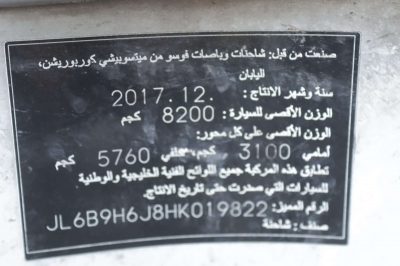 صنعت من قبل: شاحنات وباصات فوسو من ميتسوبيشي كوربوريشن،
اليابان
سنة وشهر الانتاج : 2017.12.
الوزن الأقصى للسيارة : 8200 كجم
الوزن الأقصى على كل محور:
أمامي 3100 كجم، خلفي 5760 كجم
تطابق هذه المركبة جميع اللوائح الفنية الخليجية والوطنية
للسيارات التي صدرت حتى تاريخ الانتاج.
الرقم المميز: JL6B9H6J8HK019822
صنف : شاحنة